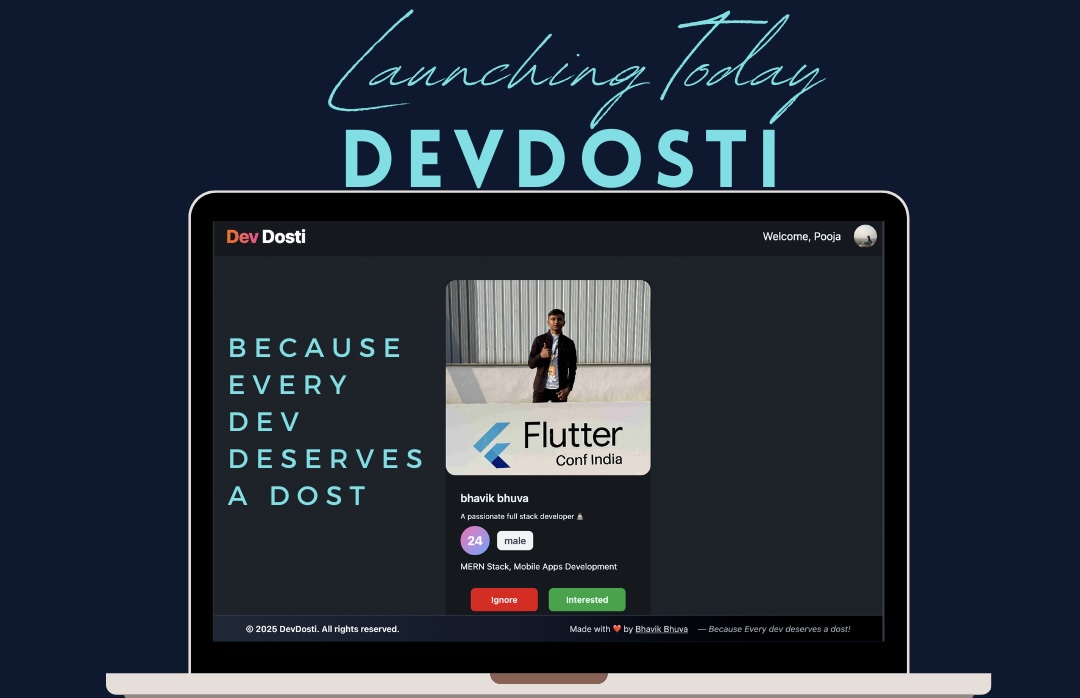 Launching Today
DEVDOSTI
Dev Dosti
Welcome, Pooja
BECAUSE
EVERY
DEV
DESERVES
A DOST
Flutter
Conf India
bhavik bhuva
A passionate full stack developer
24 male
MERN Stack, Mobile Apps Development
Ignore Interested
© 2025 DevDosti. All rights reserved.
Made with ❤️ by Bhavik Bhuva — Because Every dev deserves a dost!